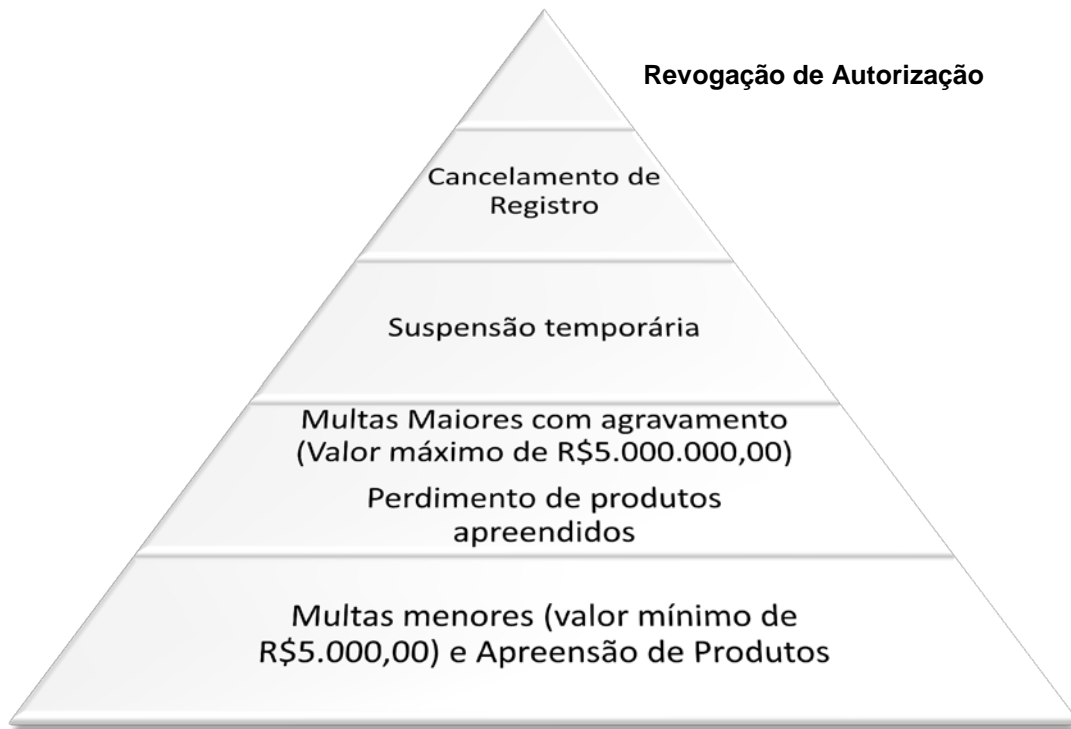 Revogação de Autorização
Cancelamento de
Registro
Suspensão temporária
Multas Maiores com agravamento
(Valor máximo de R$5.000.000,00)
Perdimento de produtos
apreendidos
Multas menores (valor mínimo de
R$5.000,00) e Apreensão de Produtos